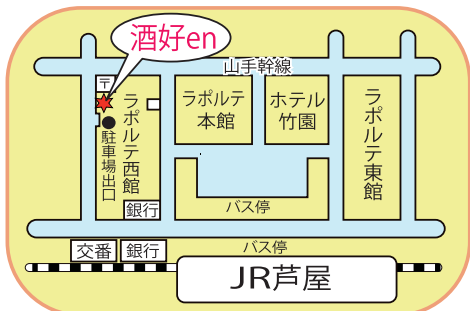 酒好en
山手幹線
〒
ラポルテ西館
駐車場出口
銀行
ラポルテ
本館
ホテル
竹園
ラポルテ東館
バス停
交番
銀行
バス停
JR芦屋